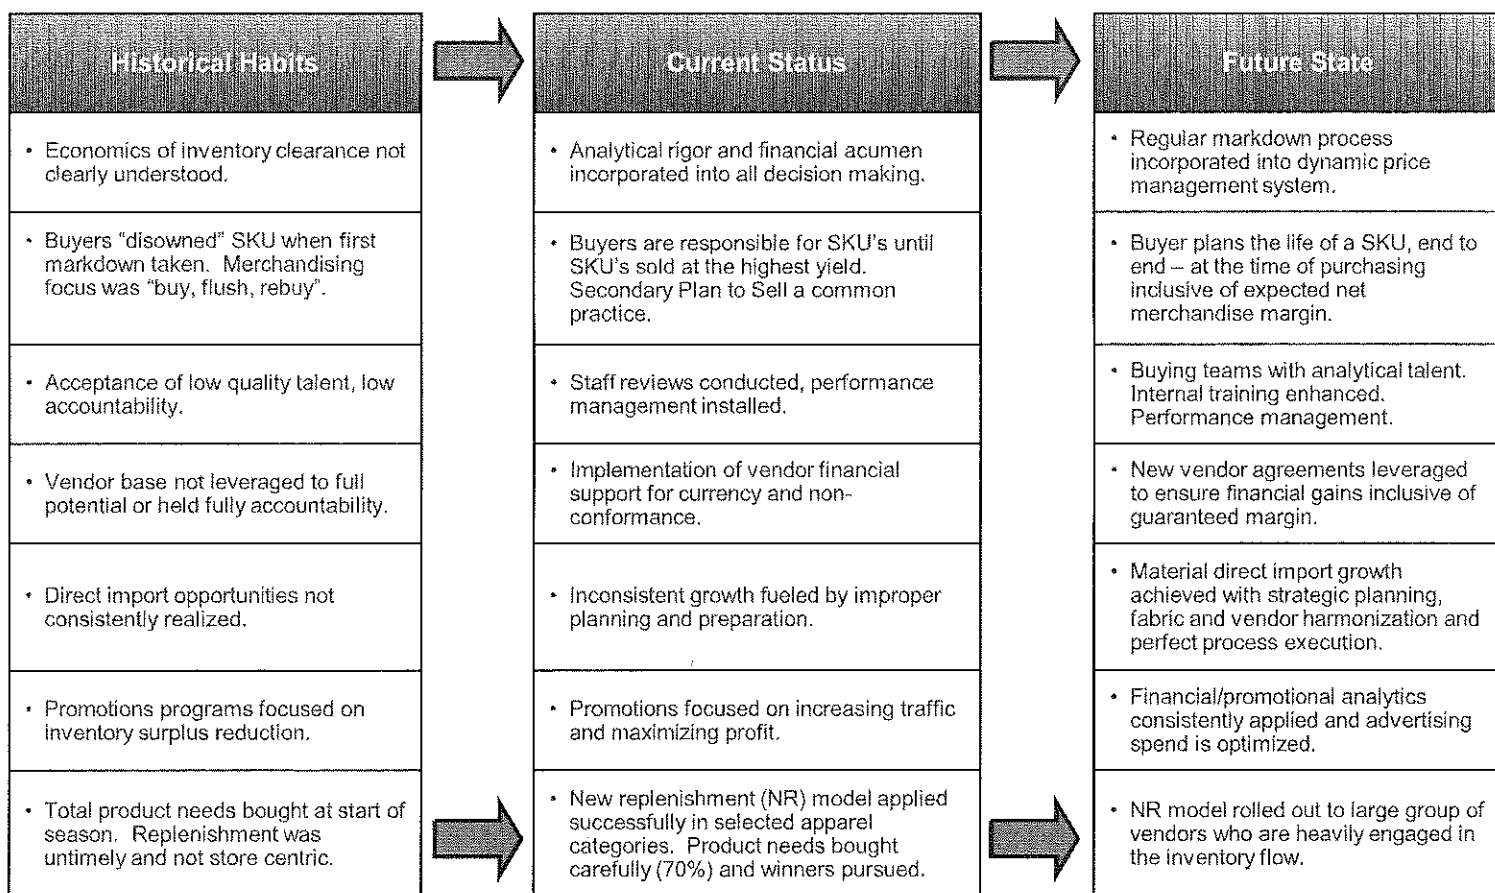 Historical Habits
• Economics of inventory clearance not
clearly understood.
• Buyers "disowned" SKU when first
markdown taken. Merchandising
focus was "buy, flush, rebuy".
• Acceptance of low quality talent, low
accountability.
• Vendor base not leveraged to full
potential or held fully accountability.
• Direct import opportunities not
consistently realized.
• Promotions programs focused on
inventory surplus reduction.
• Total product needs bought at start of
season. Replenishment was
untimely and not store centric.
Current Status
• Analytical rigor and financial acumen
incorporated into all decision making.
• Buyers are responsible for SKU's until
SKU's sold at the highest yield.
Secondary Plan to Sell a common
practice.
• Staff reviews conducted, performance
management installed.
• Implementation of vendor financial
support for currency and non-
conformance.
• Inconsistent growth fueled by improper
planning and preparation.
• Promotions focused on increasing traffic
and maximizing profit.
• New replenishment (NR) model applied
successfully in selected apparel
categories. Product needs bought
carefully (70%) and winners pursued.
Future State
• Regular markdown process
incorporated into dynamic price
management system.
• Buyer plans the life of a SKU, end to
end – at the time of purchasing
inclusive of expected net
merchandise margin.
• Buying teams with analytical talent.
Internal training enhanced.
Performance management.
• New vendor agreements leveraged
to ensure financial gains inclusive of
guaranteed margin.
• Material direct import growth
achieved with strategic planning,
fabric and vendor harmonization and
perfect process execution.
• Financial/promotional analytics
consistently applied and advertising
spend is optimized.
• NR model rolled out to large group of
vendors who are heavily engaged in
the inventory flow.